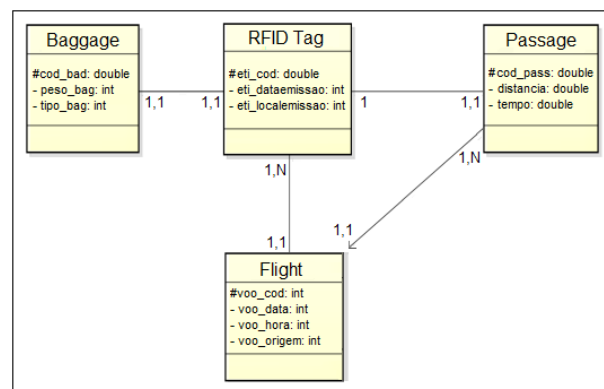 Baggage
#cod_bad: double
- peso_bag: int
- tipo_bag: int
RFID Tag
#eti_cod: double
- eti_dataemissao: int
- eti_localemissao: int
Passage
#cod_pass: double
- distancia: double
- tempo: double
1,1
1,1
1
1,1
1,N
1,N
1,1
1,1
Flight
#voo_cod: int
- voo_data: int
- voo_hora: int
- voo_origem: int